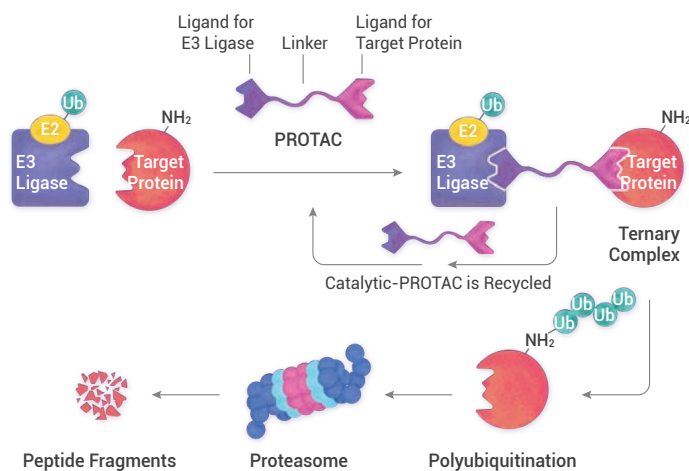 Ligand for
E3 Ligase
Linker
Ligand for
Target Protein
PROTAC
Ub
E2
E3
Ligase
NH2
Target
Protein
Ub
E2
E3
Ligase
NH2
Target
Protein
Ternary
Complex
Catalytic-PROTAC is Recycled
Ub
Ub
Ub
Ub
NH2
Peptide Fragments
Proteasome
Polyubiquitination